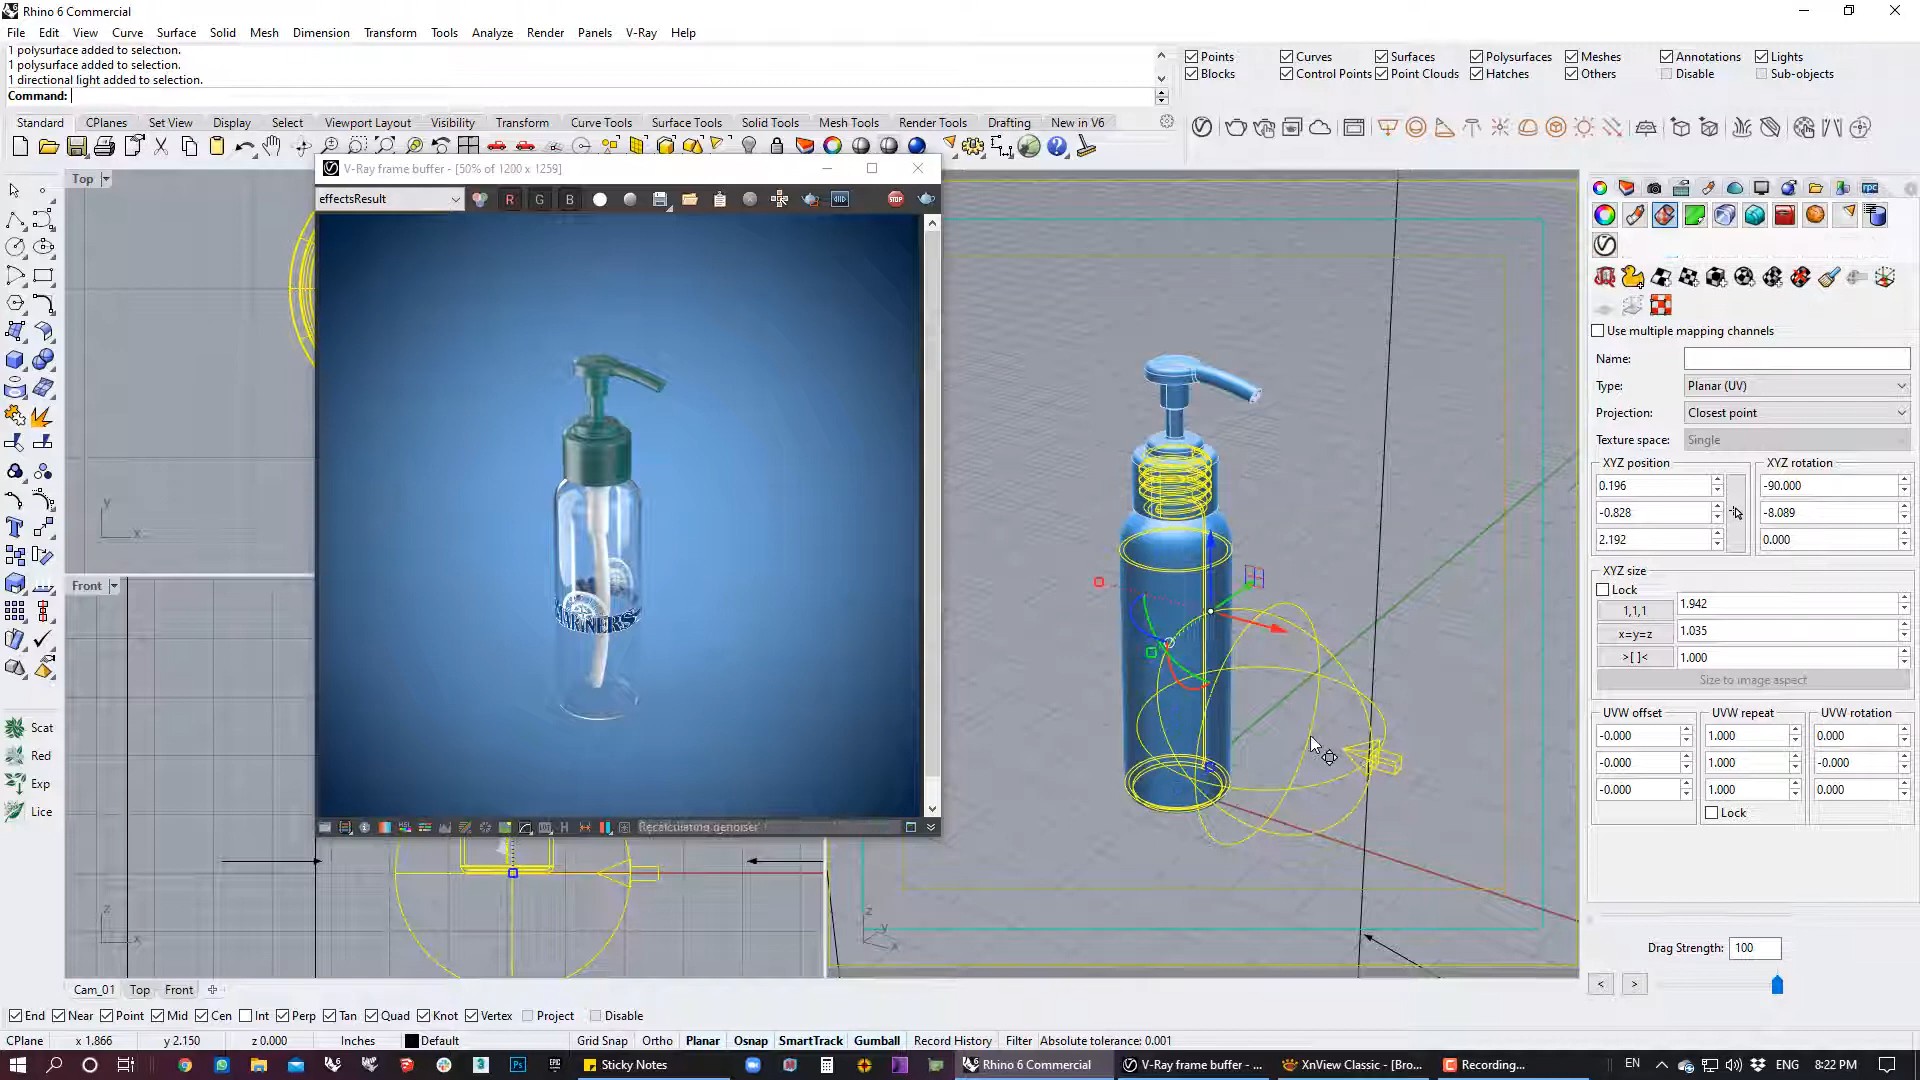 Rhino 6 Commercial
File Edit View Curve Surface Solid Mesh Dimension Transform Tools Analyze Render Panels V-Ray Help
1 polysurface added to selection.
1 polysurface added to selection.
1 directional light added to selection.
Command:
Points Curves Surfaces Polysurfaces Meshes Annotations Lights
Blocks Control Points Point Clouds Hatches Others Disable Sub-objects
Standard CPlanes Set View Display Select Viewport Layout Visibility Transform Curve Tools Surface Tools Solid Tools Mesh Tools Render Tools Drafting New in V6
V-Ray frame buffer - [50% of 1200 x 1259]
effectsResult
R G B
STOP
Top
rpc
Use multiple mapping channels
Name:
Type: Planar (UV)
Projection: Closest point
Texture space: Single
XYZ position XYZ rotation
0.196 -90.000
-0.828 -8.089
2.192 0.000
XYZ size
Lock
1,1,1 1.942
x=y=z 1.035
>[ ]< 1.000
Size to image aspect
UVW offset UVW repeat UVW rotation
-0.000 1.000 0.000
-0.000 1.000 -0.000
-0.000 1.000 0.000
Lock
Drag Strength: 100
< >
y
x
Front
MARINERS
Scat
Red
Exp
Lice
Recalculating denoiser
z
x
z
y
x
Cam_01 Top Front
End Near Point Mid Cen Int Perp Tan Quad Knot Vertex Project Disable
CPlane x 1.866 y 2.150 z 0.000 Inches Default Grid Snap Ortho Planar Osnap SmartTrack Gumball Record History Filter Absolute tolerance: 0.001
Sticky Notes Rhino 6 Commercial V-Ray frame buffer - ... XnView Classic - [Bro... Recording... EN ENG 8:22 PM